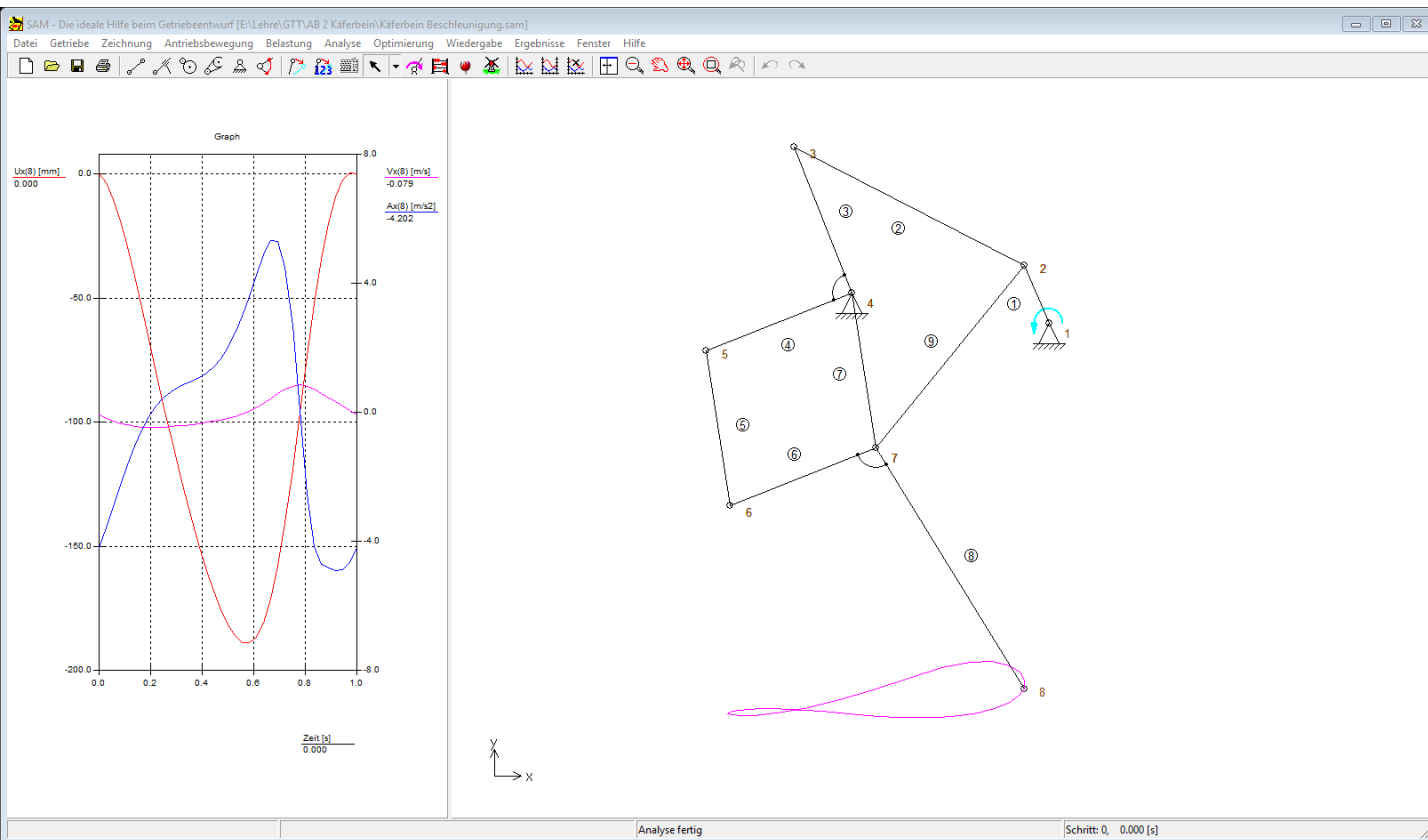 SAM - Die ideale Hilfe beim Getriebeentwurf [E:\Lehre\GTT\AB 2 Käferbein\Käferbein Beschleunigung.sam]
Datei Getriebe Zeichnung Antriebsbewegung Belastung Analyse Optimierung Wiedergabe Ergebnisse Fenster Hilfe
123
Graph
Ux(8) [mm]
0.000
Vx(8) [m/s]
-0.079
Ax(8) [m/s2]
-4.202
0.0
-50.0
-100.0
-150.0
-200.0
8.0
4.0
0.0
-4.0
-8.0
0.0 0.2 0.4 0.6 0.8 1.0
Zeit [s]
0.000
3
③
②
2
①
4
1
⑨
④
5
⑦
⑤
⑥
7
6
⑧
8
y
x
Analyse fertig
Schritt: 0, 0.000 [s]